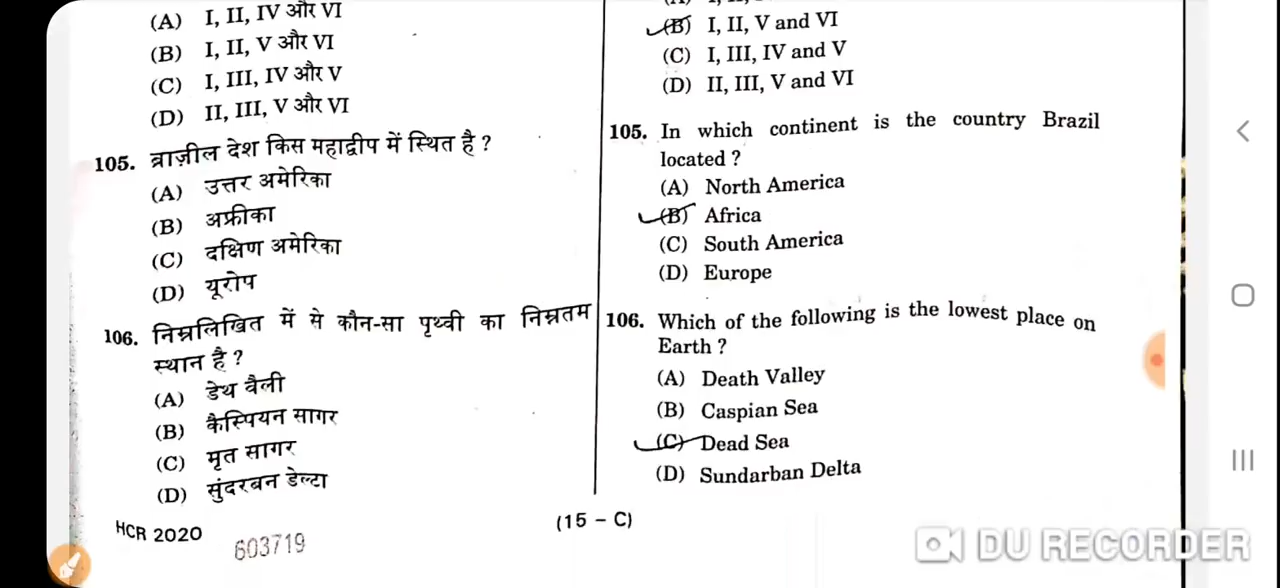 (A) I, II, IV और VI
(B) I, II, V और VI
(C) I, III, IV और V
(D) II, III, V और VI
105. ब्राज़ील देश किस महाद्वीप में स्थित है ?
(A) उत्तर अमेरिका
(B) अफ्रीका
(C) दक्षिण अमेरिका
(D) यूरोप
106. निम्नलिखित में से कौन-सा पृथ्वी का निम्नतम
स्थान है ?
(A) डेथ वैली
(B) कैस्पियन सागर
(C) मृत सागर
(D) सुंदरबन डेल्टा
(B) I, II, V and VI
(C) I, III, IV and V
(D) II, III, V and VI
105. In which continent is the country Brazil
located ?
(A) North America
(B) Africa
(C) South America
(D) Europe
106. Which of the following is the lowest place on
Earth ?
(A) Death Valley
(B) Caspian Sea
(C) Dead Sea
(D) Sundarban Delta
HCR 2020
603719
(15 – C)
DU RECORDER